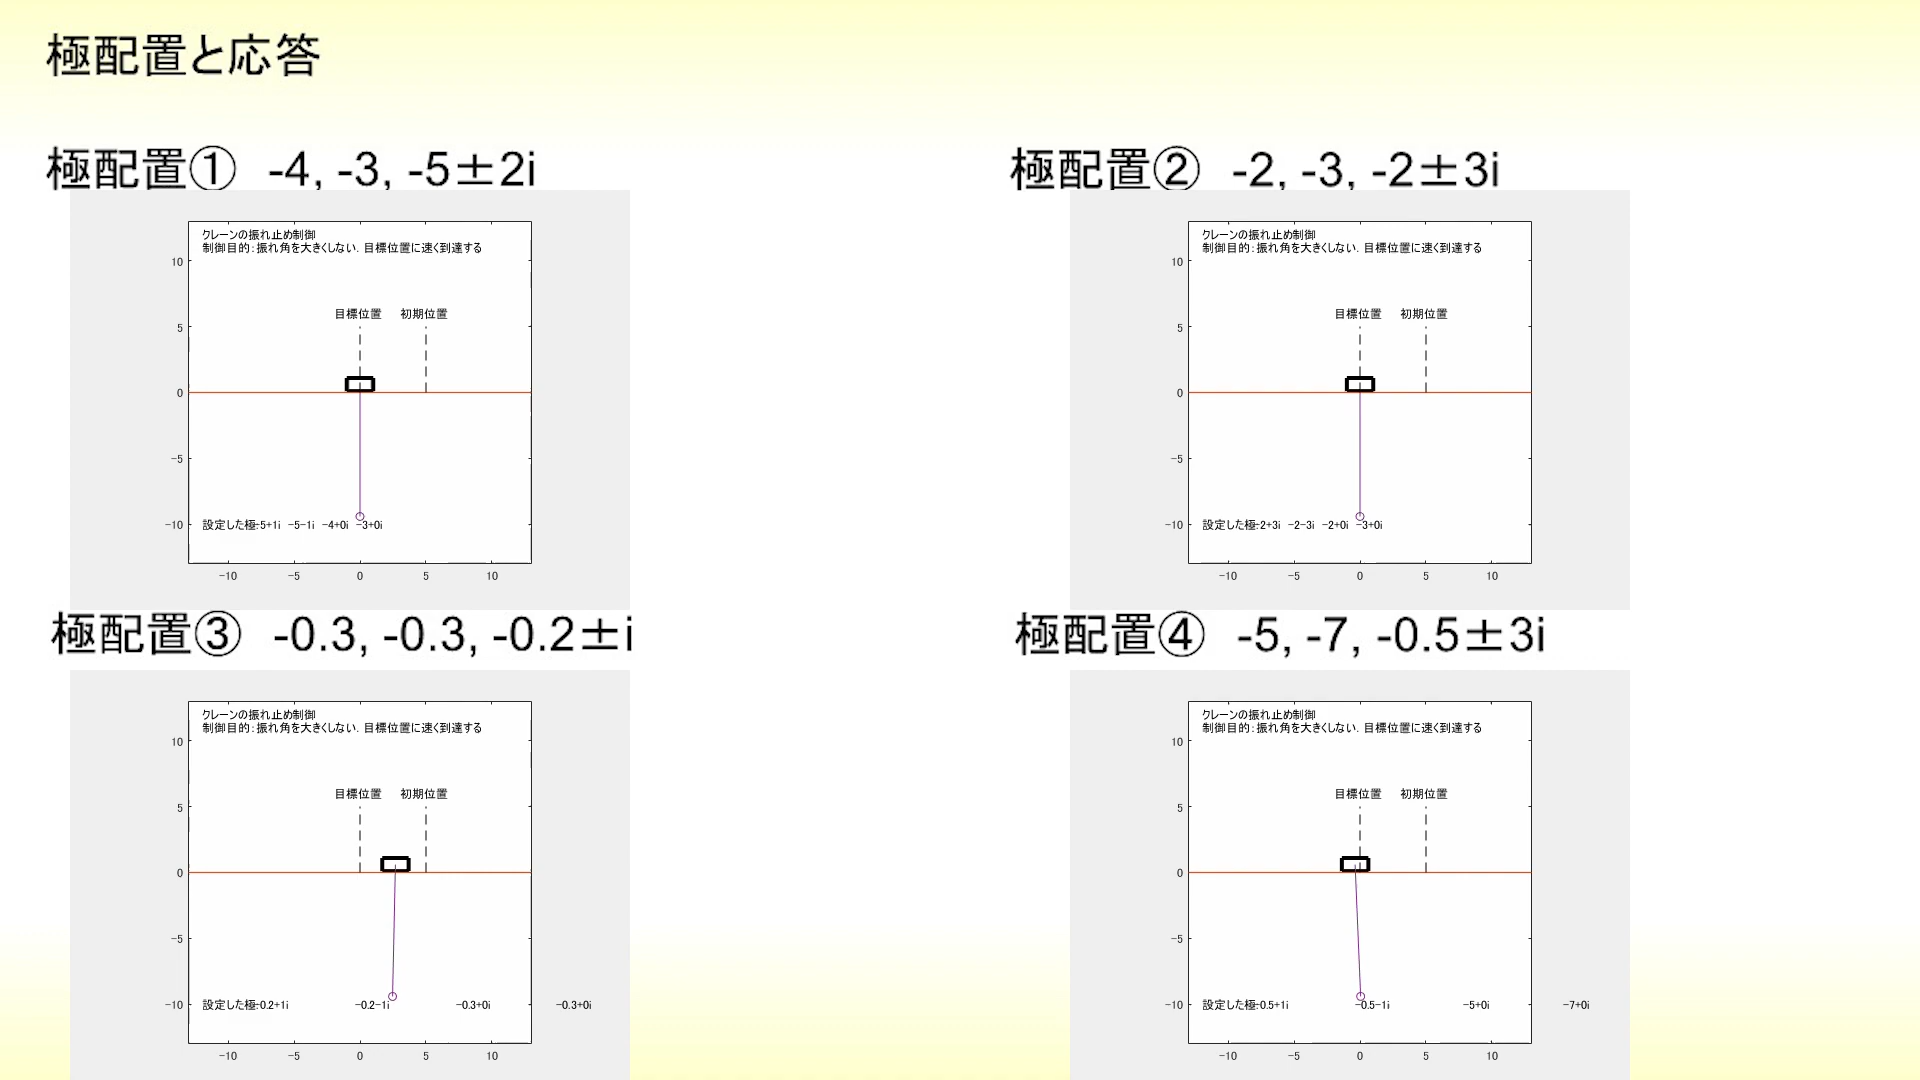 極配置と応答
極配置① -4, -3, -5±2i
クレーンの振れ止め制御
制御目的：振れ角を大きくしない．目標位置に速く到達する
10
目標位置 初期位置
5
0
-5
-10
設定した極:-5+1i -5-1i -4+0i -3+0i
-10 -5 0 5 10
極配置② -2, -3, -2±3i
クレーンの振れ止め制御
制御目的：振れ角を大きくしない．目標位置に速く到達する
10
目標位置 初期位置
5
0
-5
-10
設定した極:-2+3i -2-3i -2+0i -3+0i
-10 -5 0 5 10
極配置③ -0.3, -0.3, -0.2±i
クレーンの振れ止め制御
制御目的：振れ角を大きくしない．目標位置に速く到達する
10
目標位置 初期位置
5
0
-5
-10
設定した極:-0.2+1i -0.2-1i -0.3+0i -0.3+0i
-10 -5 0 5 10
極配置④ -5, -7, -0.5±3i
クレーンの振れ止め制御
制御目的：振れ角を大きくしない．目標位置に速く到達する
10
目標位置 初期位置
5
0
-5
-10
設定した極:-0.5+1i -0.5-1i -5+0i -7+0i
-10 -5 0 5 10